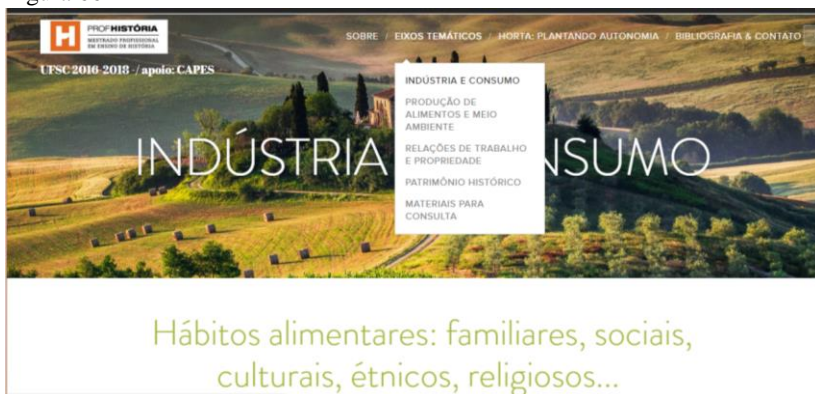 PROFHISTÓRIA
MESTRADO PROFISSIONAL
EM ENSINO DE HISTÓRIA
SOBRE / EIXOS TEMÁTICOS / HORTA: PLANTANDO AUTONOMIA / BIBLIOGRAFIA & CONTATO
UFSC 2016-2018 -/ apoio: CAPES
INDÚSTRIA E CONSUMO
PRODUÇÃO DE
ALIMENTOS E MEIO
AMBIENTE
RELAÇÕES DE TRABALHO
E PROPRIEDADE
PATRIMÔNIO HISTÓRICO
MATERIAIS PARA
CONSULTA
INDÚSTRIA NSUMO
Hábitos alimentares: familiares, sociais,
culturais, étnicos, religiosos...